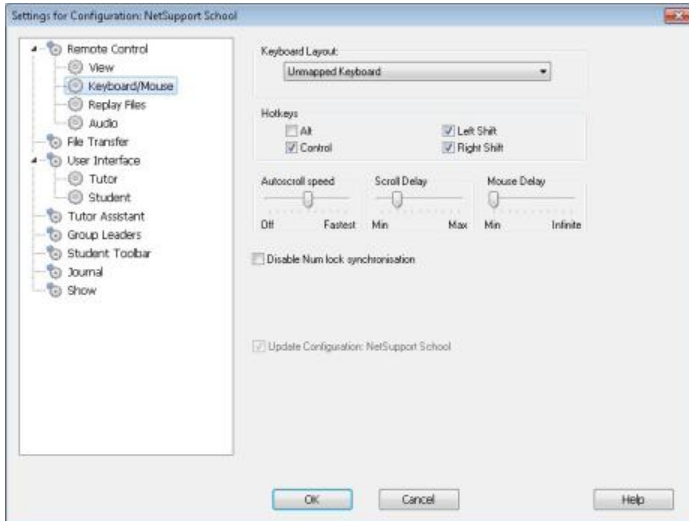 Settings for Configuration: NetSupport School
Remote Control
View
Keyboard/Mouse
Replay Files
Audio
File Transfer
User Interface
Tutor
Student
Tutor Assistant
Group Leaders
Student Toolbar
Journal
Show
Keyboard Layout:
Unmapped Keyboard
Hotkeys
Alt Left Shift
Control Right Shift
Autoscroll speed Scroll Delay Mouse Delay
Off Fastest Min Max Min Infinite
Disable Num lock synchronisation
Update Configuration: NetSupport School
OK Cancel Help